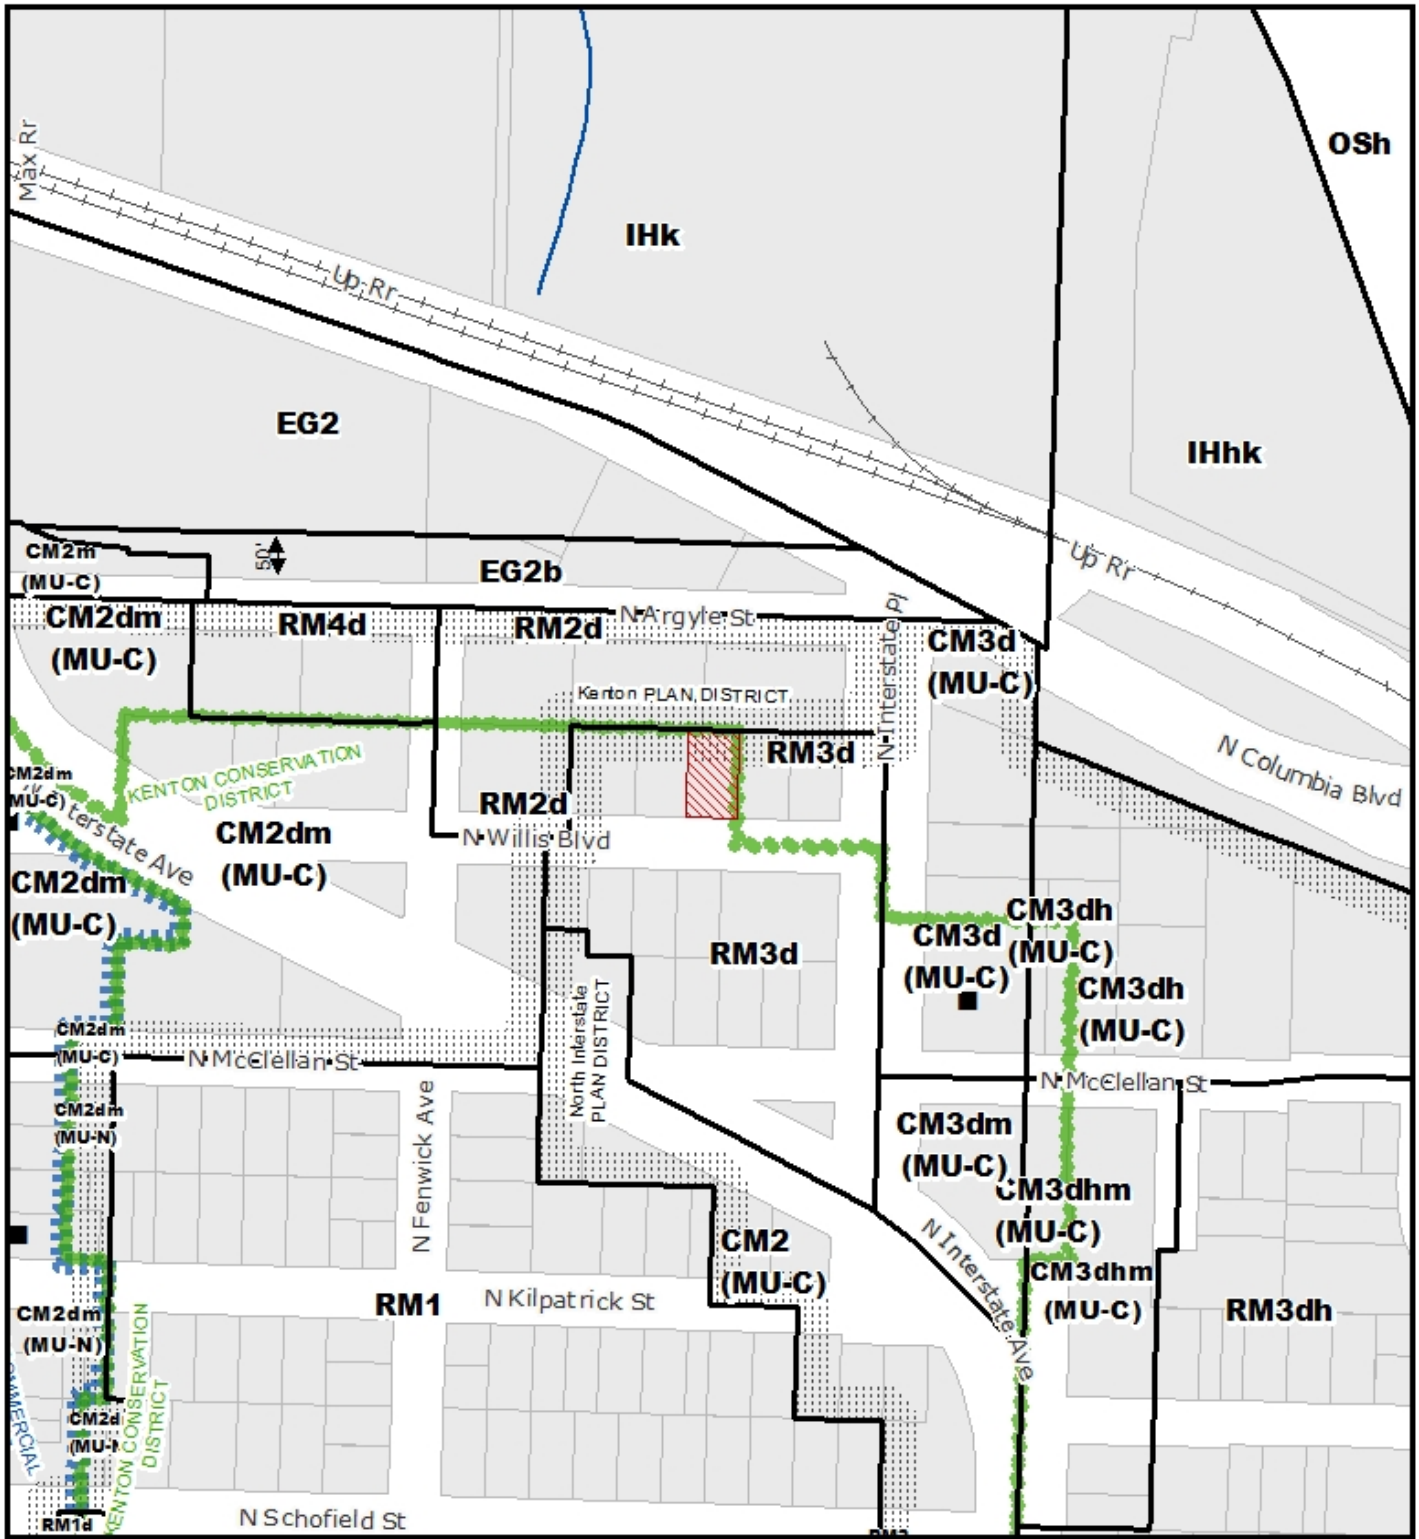 OSh
Max Rr
IHk
Up Rr
EG2
IHhk
Up Rr
CM2m
(MU-C)
50'
EG2b
CM2dm
(MU-C)
RM4d
RM2d
N Argyle St
N Interstate Pl
CM3d
(MU-C)
Kenton PLAN DISTRICT
RM3d
N Columbia Blvd
KENTON CONSERVATION
DISTRICT
CM2dm
MU-C)
terstate Ave
RM2d
N Willis Blvd
CM2dm
(MU-C)
CM2dm
(MU-C)
RM3d
CM3dh
(MU-C)
CM3d
(MU-C)
CM3dh
(MU-C)
North Interstate
PLAN DISTRICT
CM2dm
(MU-C)
N McClellan St
N McClellan St
CM2dm
(MU-N)
N Fenwick Ave
CM3dm
(MU-C)
CM3dhm
(MU-C)
N Interstate Ave
CM2
(MU-C)
CM3dhm
(MU-C)
RM1
N Kilpatrick St
RM3dh
CM2dm
(MU-N)
KENTON CONSERVATION
DISTRICT
OMMERCIAL
CM2d
(MU-N
RM1d
N Schofield St